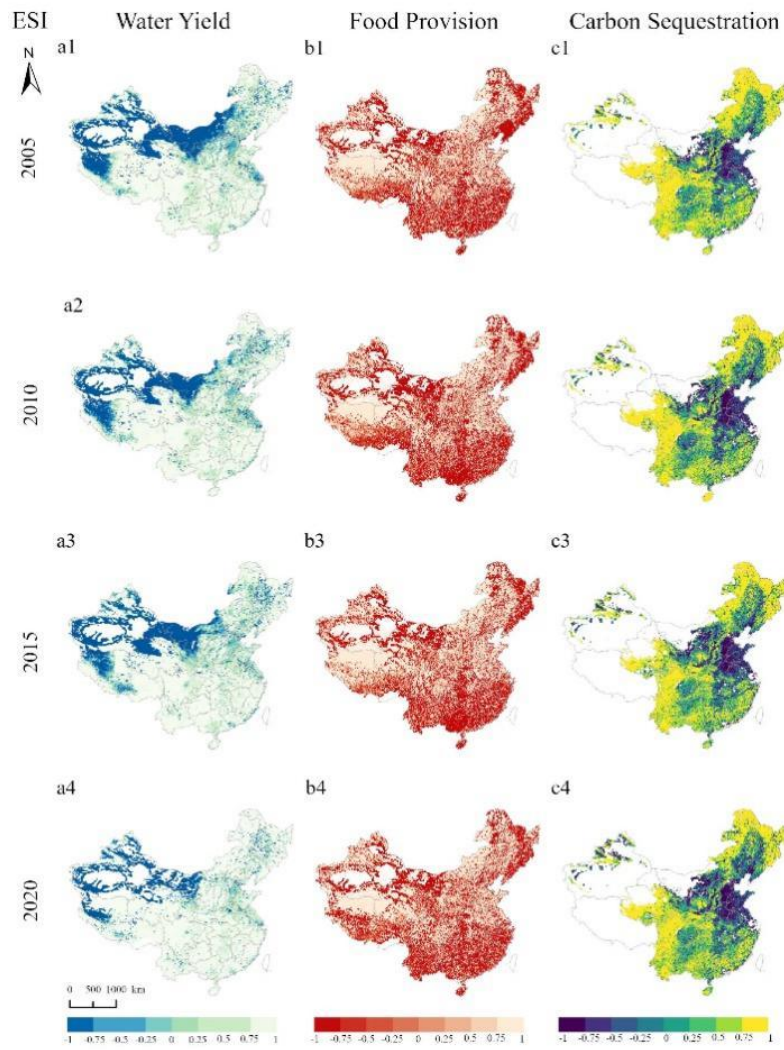 ESI Water Yield Food Provision Carbon Sequestration
N
a1 b1 c1
2005
a2
2010
a3 b3 c3
2015
a4 b4 c4
2020
0 500 1000 km
-1 -0.75 -0.5 -0.25 0 0.25 0.5 0.75 1
-1 -0.75 -0.5 -0.25 0 0.25 0.5 0.75 1
-1 -0.75 -0.5 -0.25 0 0.25 0.5 0.75 1